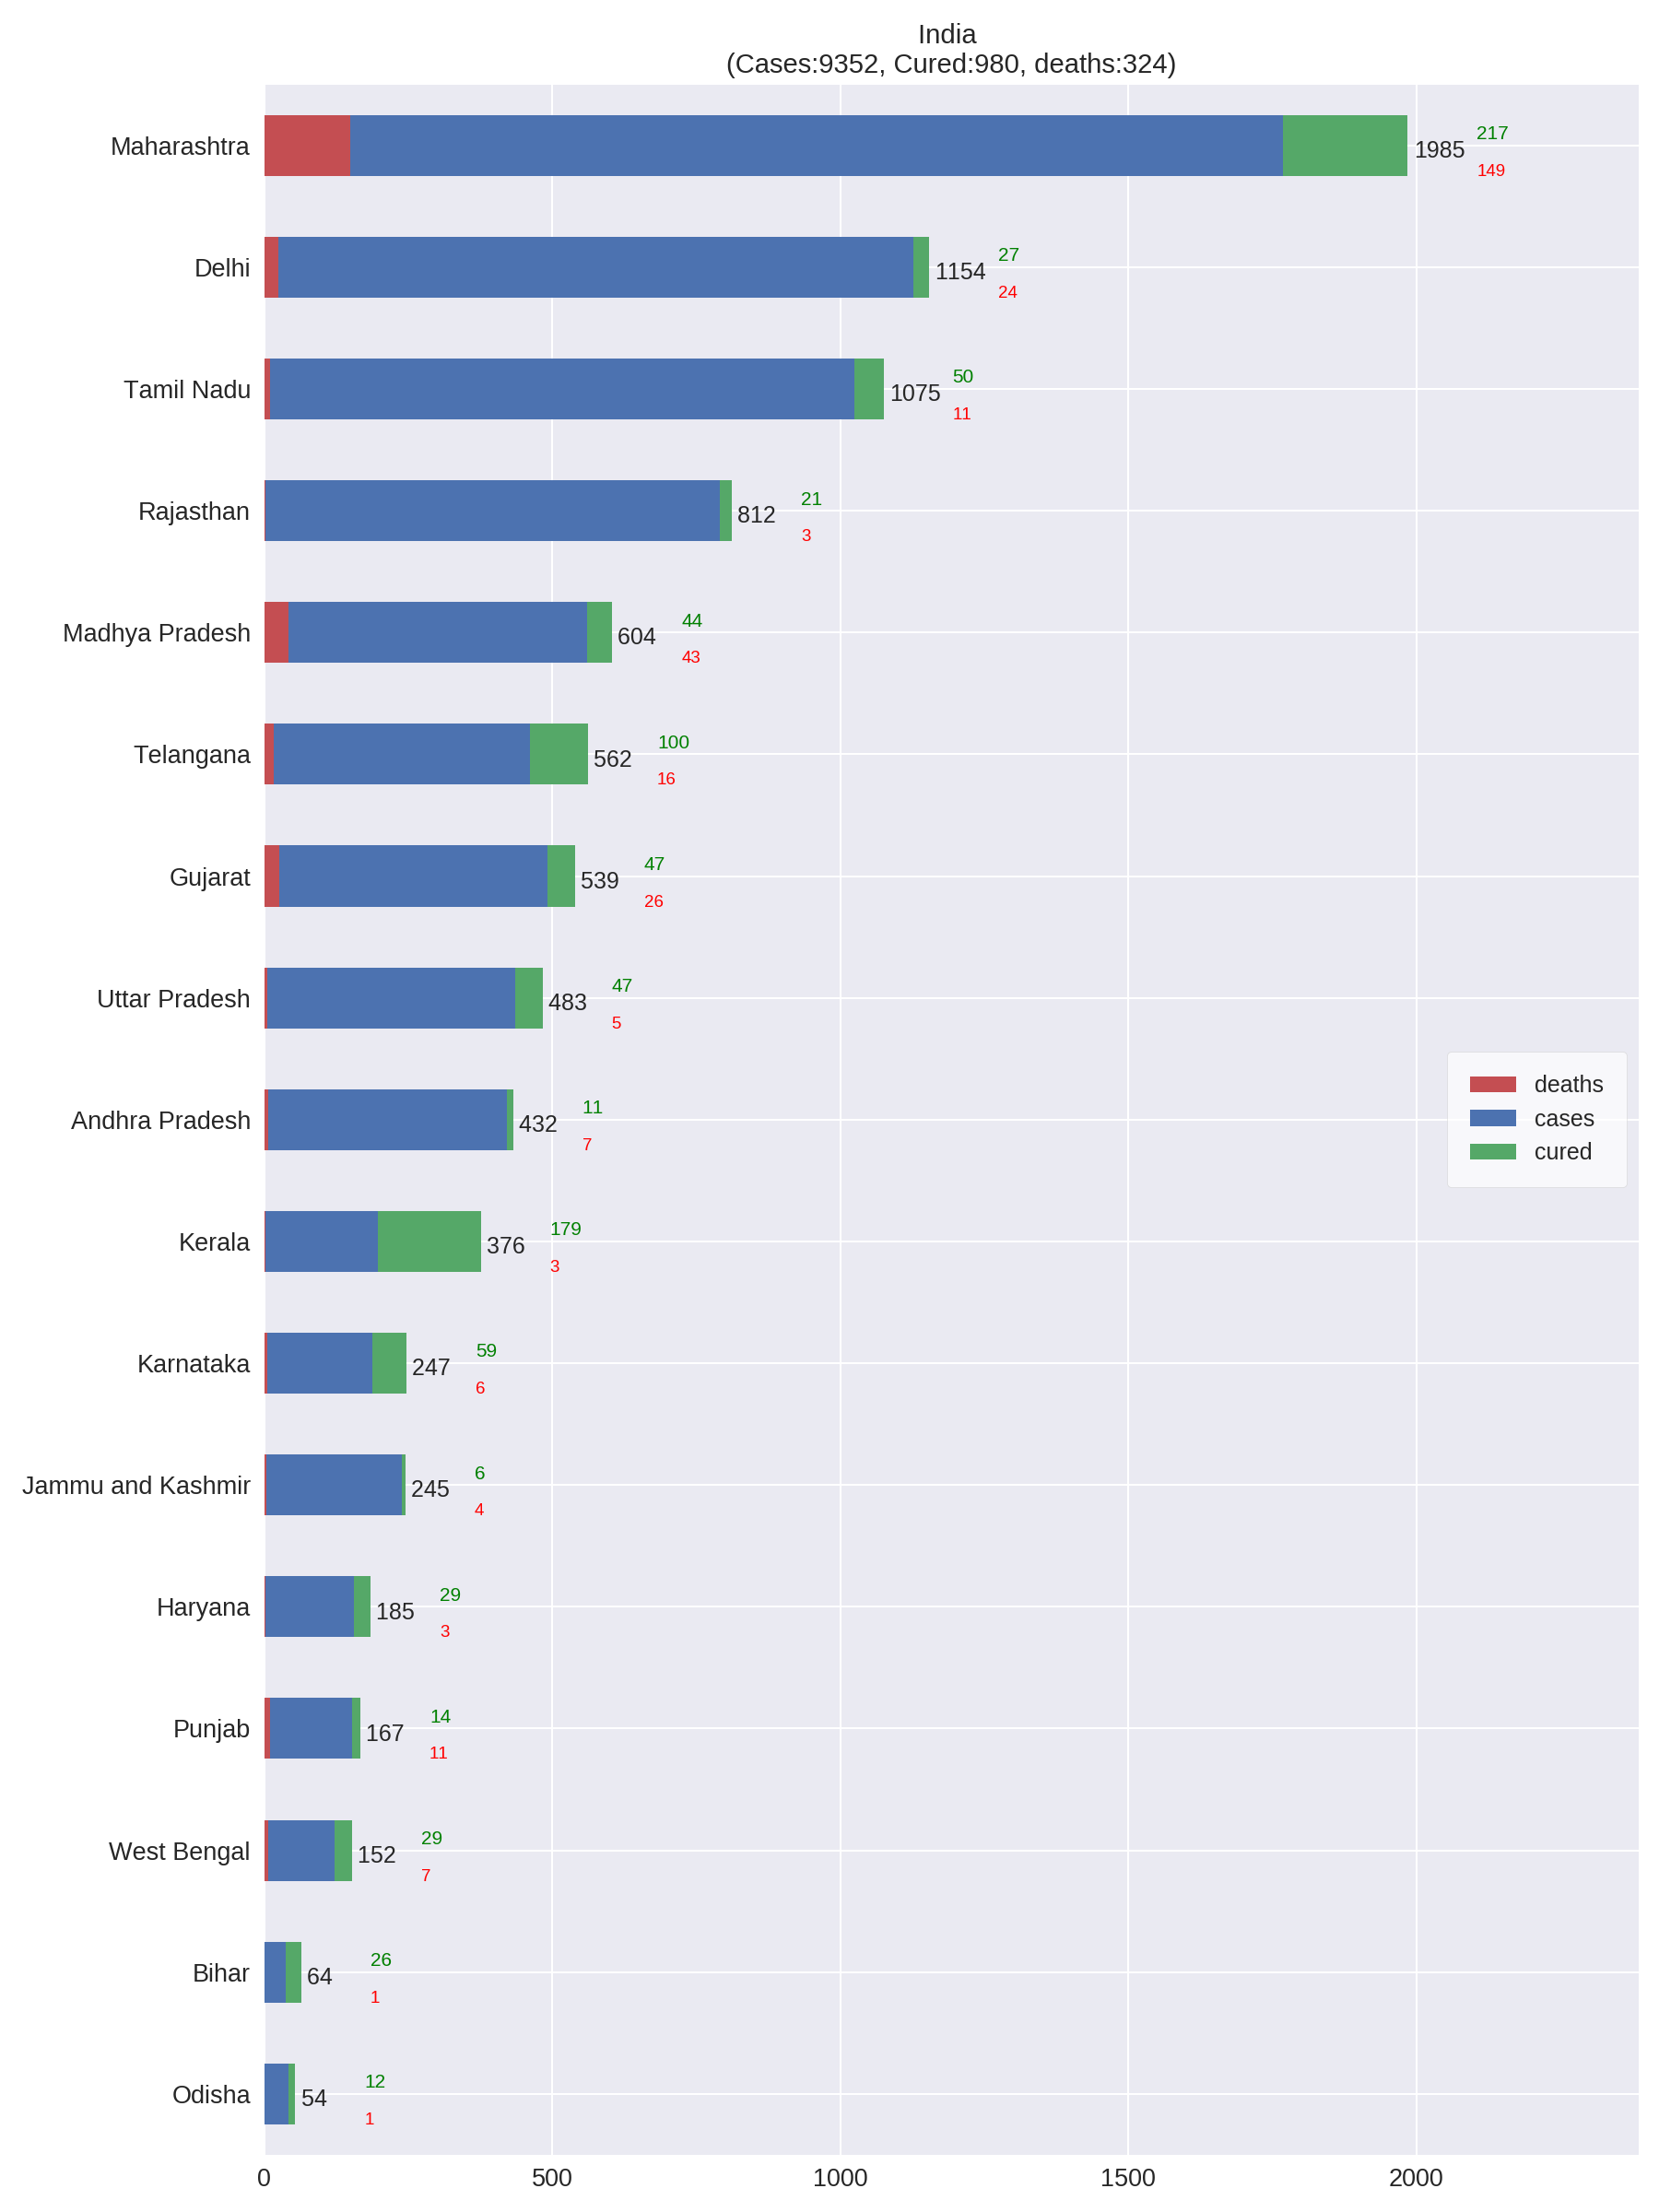 India
(Cases:9352, Cured:980, deaths:324)
Maharashtra 1985 217 149
Delhi 1154 27 24
Tamil Nadu 1075 50 11
Rajasthan 812 21 3
Madhya Pradesh 604 44 43
Telangana 562 100 16
Gujarat 539 47 26
Uttar Pradesh 483 47 5
Andhra Pradesh 432 11 7
Kerala 376 179 3
Karnataka 247 59 6
Jammu and Kashmir 245 6 4
Haryana 185 29 3
Punjab 167 14 11
West Bengal 152 29 7
Bihar 64 26 1
Odisha 54 12 1
deaths
cases
cured
0 500 1000 1500 2000